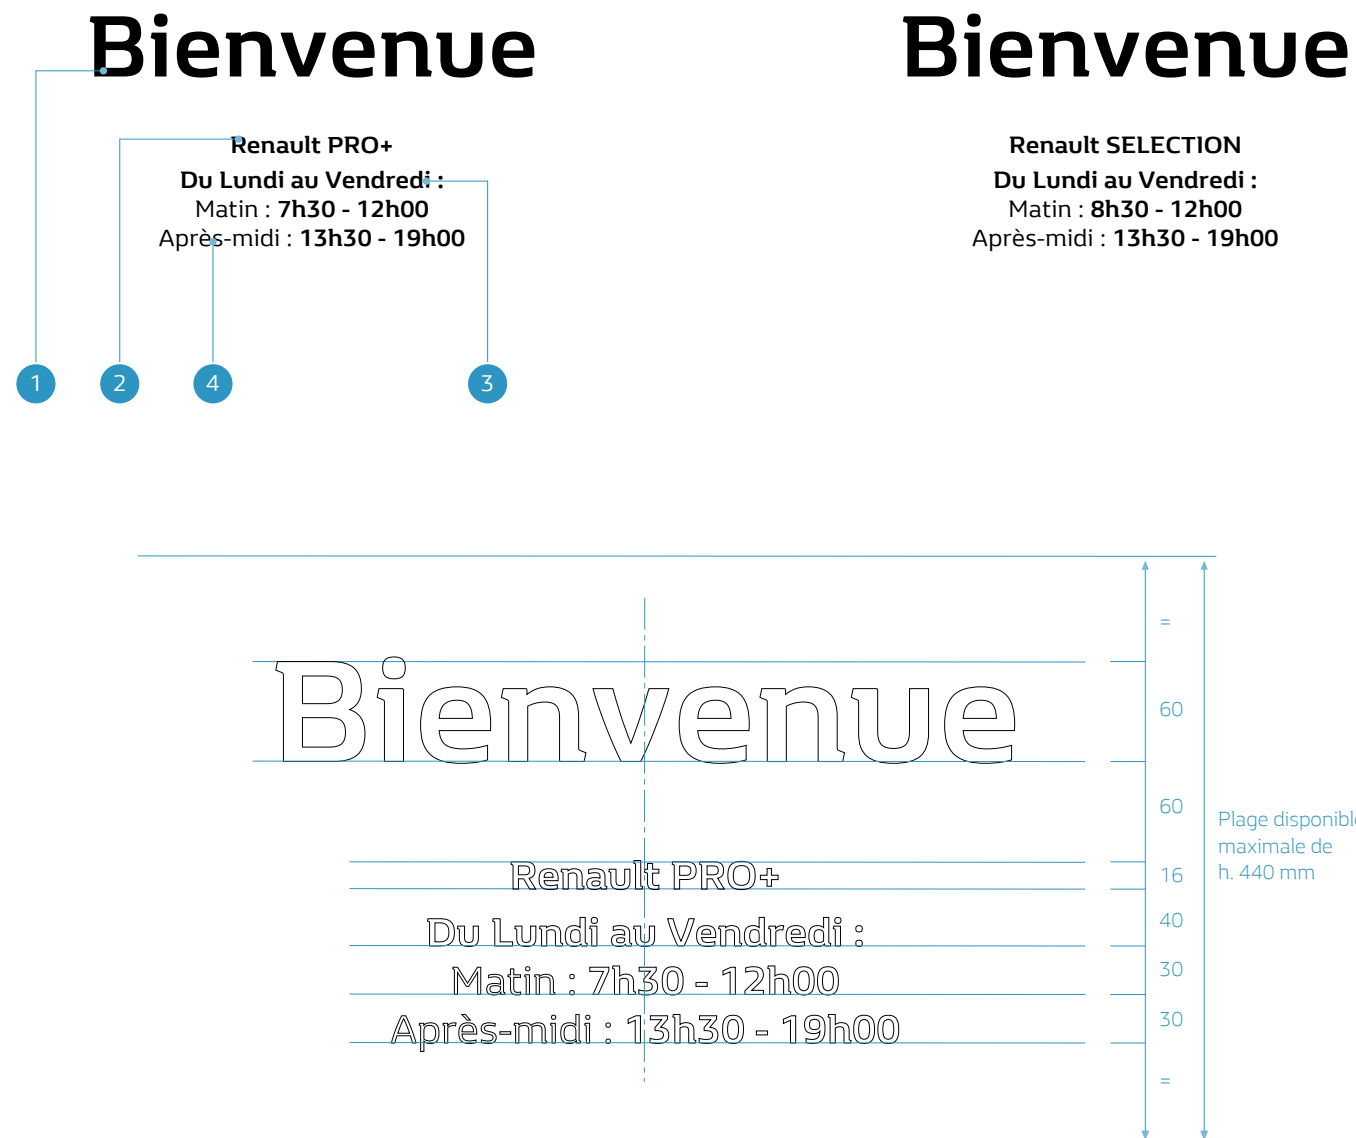 Bienvenue
Renault PRO+
Du Lundi au Vendredi :
Matin : 7h30 - 12h00
Après-midi : 13h30 - 19h00
Bienvenue
Renault SELECTION
Du Lundi au Vendredi :
Matin : 8h30 - 12h00
Après-midi : 13h30 - 19h00
1
2
4
3
=
Bienvenue
60
60
Plage disponible
maximale de
h. 440 mm
Renault PRO+
16
Du Lundi au Vendredi :
40
Matin : 7h30 - 12h00
30
Après-midi : 13h30 - 19h00
30
=